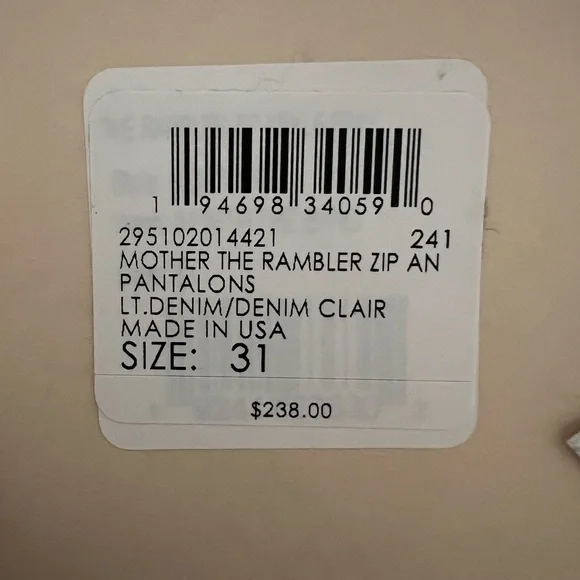 1 94698 34059 0
295102014421 241
MOTHER THE RAMBLER ZIP AN
PANTALONS
LT.DENIM/DENIM CLAIR
MADE IN USA
SIZE: 31
$238.00